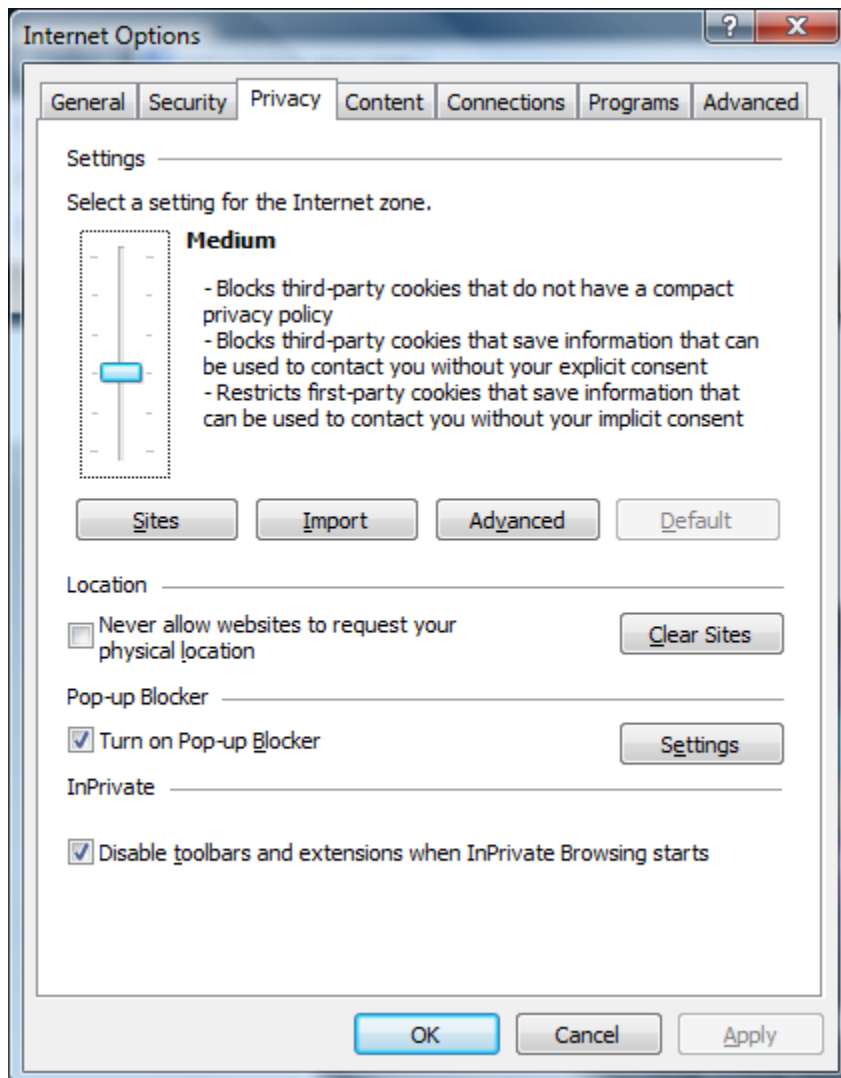 Internet Options
General Security Privacy Content Connections Programs Advanced
Settings
Select a setting for the Internet zone.
Medium
- Blocks third-party cookies that do not have a compact
privacy policy
- Blocks third-party cookies that save information that can
be used to contact you without your explicit consent
- Restricts first-party cookies that save information that
can be used to contact you without your implicit consent
Sites Import Advanced Default
Location
Never allow websites to request your
physical location
Clear Sites
Pop-up Blocker
Turn on Pop-up Blocker Settings
InPrivate
Disable toolbars and extensions when InPrivate Browsing starts
OK Cancel Apply